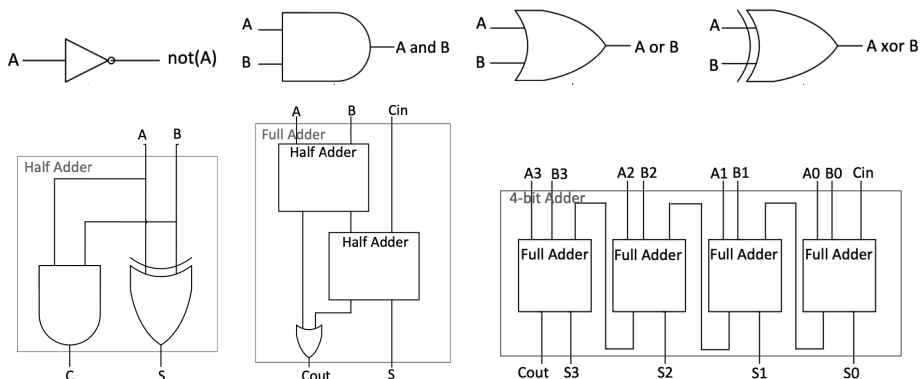 A
not(A)
A
B
A and B
A
B
A or B
A
B
A xor B
A B
Half Adder
C S
A B Cin
Full Adder
Half Adder
Half Adder
Cout S
A3 B3 A2 B2 A1 B1 A0 B0 Cin
4-bit Adder
Full Adder Full Adder Full Adder Full Adder
Cout S3 S2 S1 S0